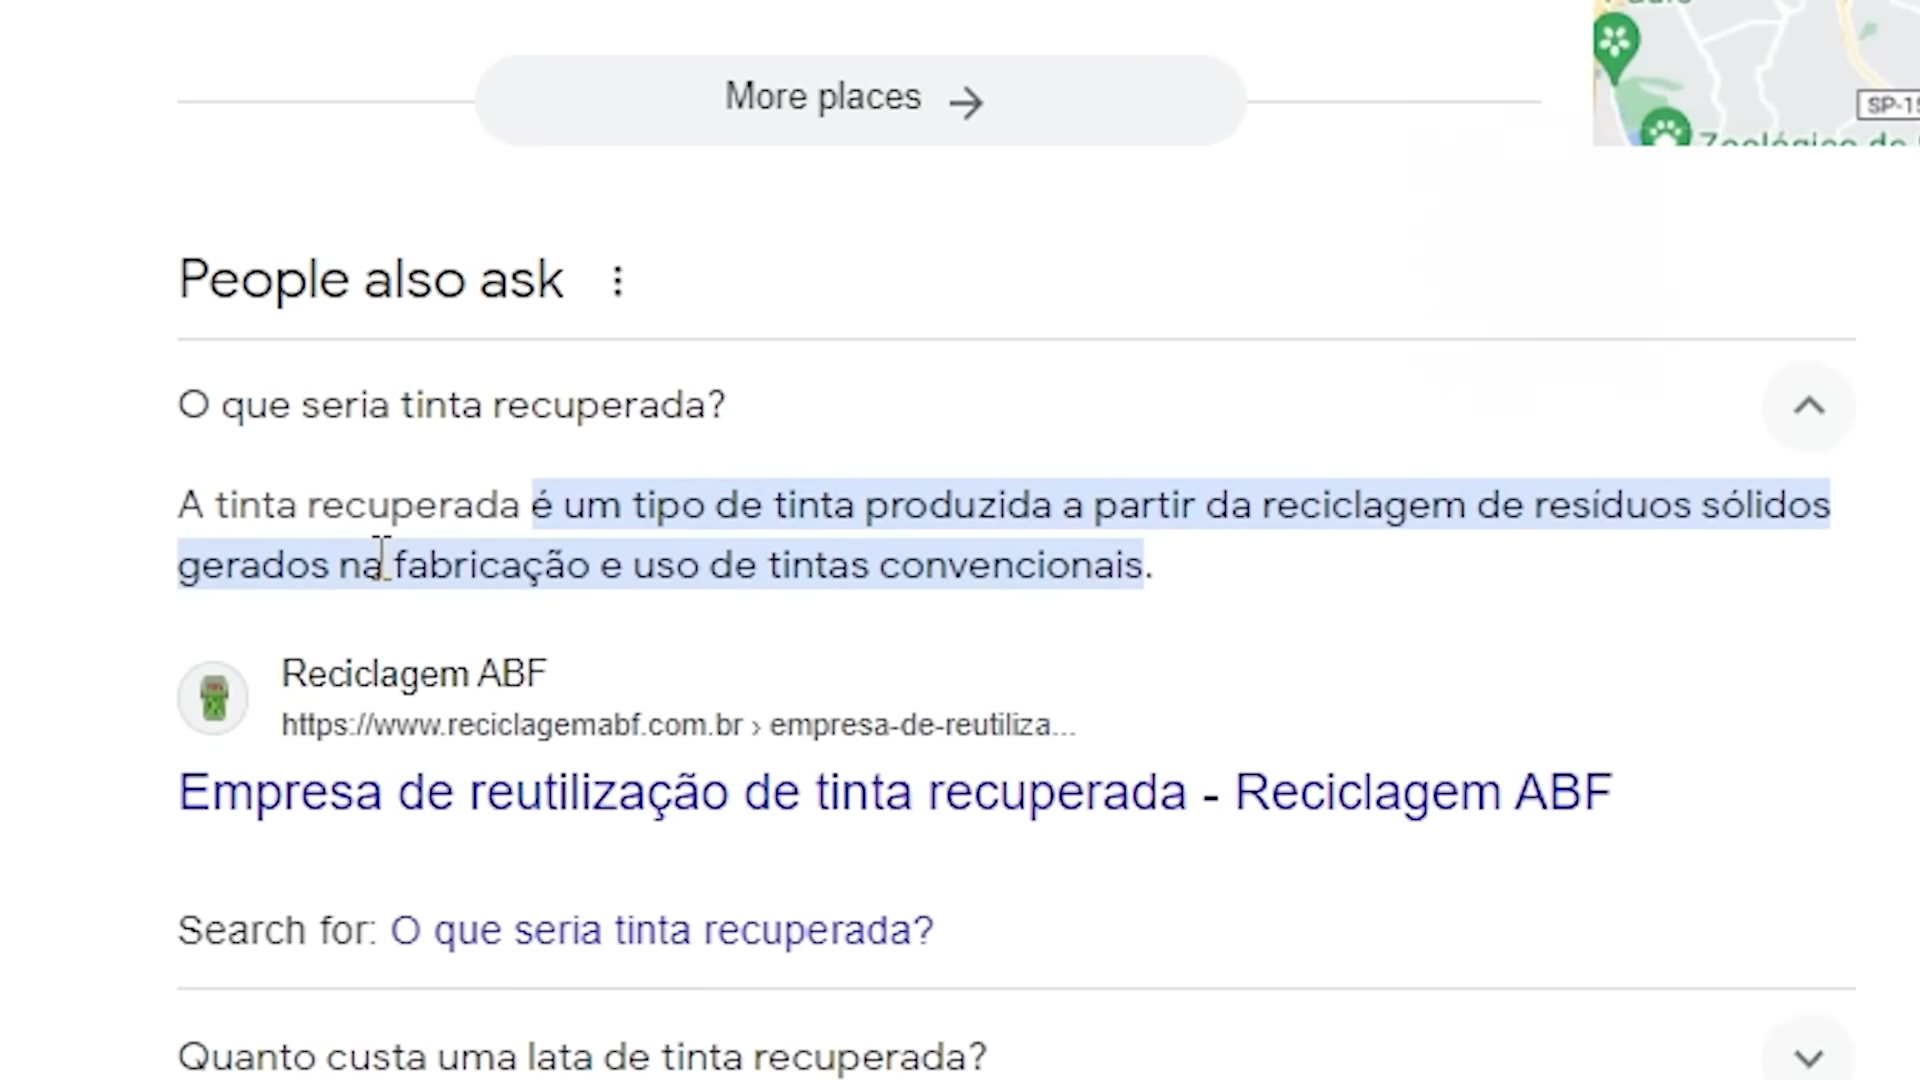 More places →
SP-15
People also ask
O que seria tinta recuperada?
A tinta recuperada é um tipo de tinta produzida a partir da reciclagem de resíduos sólidos
gerados na fabricação e uso de tintas convencionais.
Reciclagem ABF
https://www.reciclagemabf.com.br › empresa-de-reutiliza...
Empresa de reutilização de tinta recuperada - Reciclagem ABF
Search for: O que seria tinta recuperada?
Quanto custa uma lata de tinta recuperada?